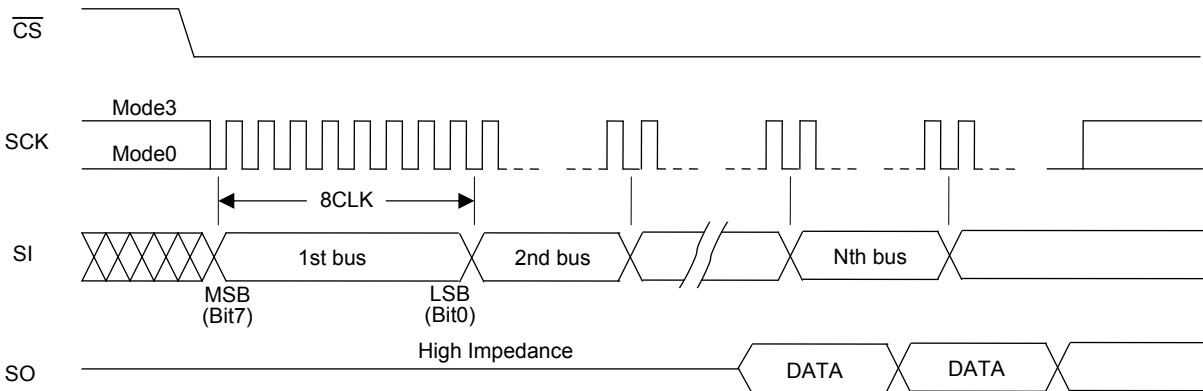 CS
Mode3
SCK
Mode0
8CLK
SI
1st bus
2nd bus
Nth bus
MSB
(Bit7)
LSB
(Bit0)
High Impedance
SO
DATA
DATA